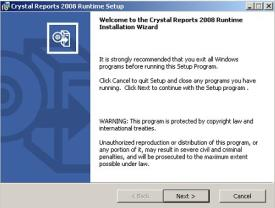 Crystal Reports 2008 Runtime Setup
Welcome to the Crystal Reports 2008 Runtime
Installation Wizard
It is strongly recommended that you exit all Windows
programs before running this Setup Program.
Click Cancel to quit Setup and close any programs you have
running. Click Next to continue with the Setup program .
WARNING: This program is protected by copyright law and
international treaties.
Unauthorized reproduction or distribution of this program, or
any portion of it, may result in severe civil and criminal
penalties, and will be prosecuted to the maximum extent
possible under law.
< Back
Next >
Cancel